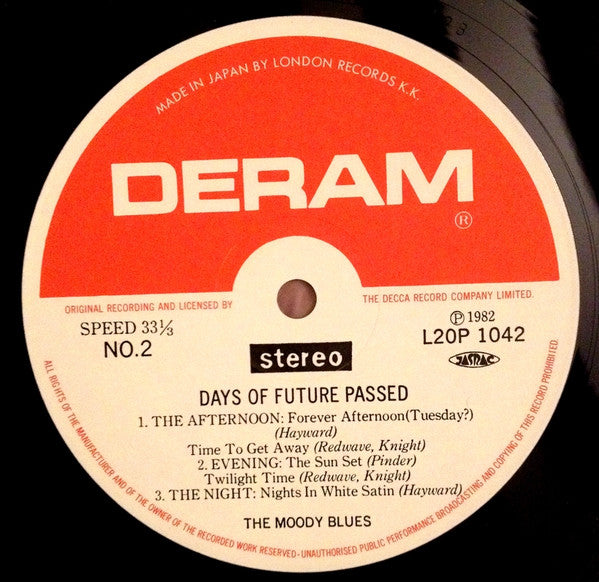 MADE IN JAPAN BY LONDON RECORDS K.K.
DERAM
®
ORIGINAL RECORDING AND LICENSED BY THE DECCA RECORD COMPANY LIMITED.
SPEED 33⅓
NO.2
Ⓟ 1982
L20P 1042
JASRAC
stereo
DAYS OF FUTURE PASSED
1. THE AFTERNOON: Forever Afternoon(Tuesday?)
(Hayward)
Time To Get Away (Redwave, Knight)
2. EVENING: The Sun Set (Pinder)
Twilight Time (Redwave, Knight)
3. THE NIGHT: Nights In White Satin (Hayward)
THE MOODY BLUES
ALL RIGHTS OF THE MANUFACTURER AND OF THE OWNER OF THE RECORDED WORK RESERVED-UNAUTHORISED PUBLIC PERFORMANCE BROADCASTING AND COPYING OF THIS RECORD PROHIBITED.